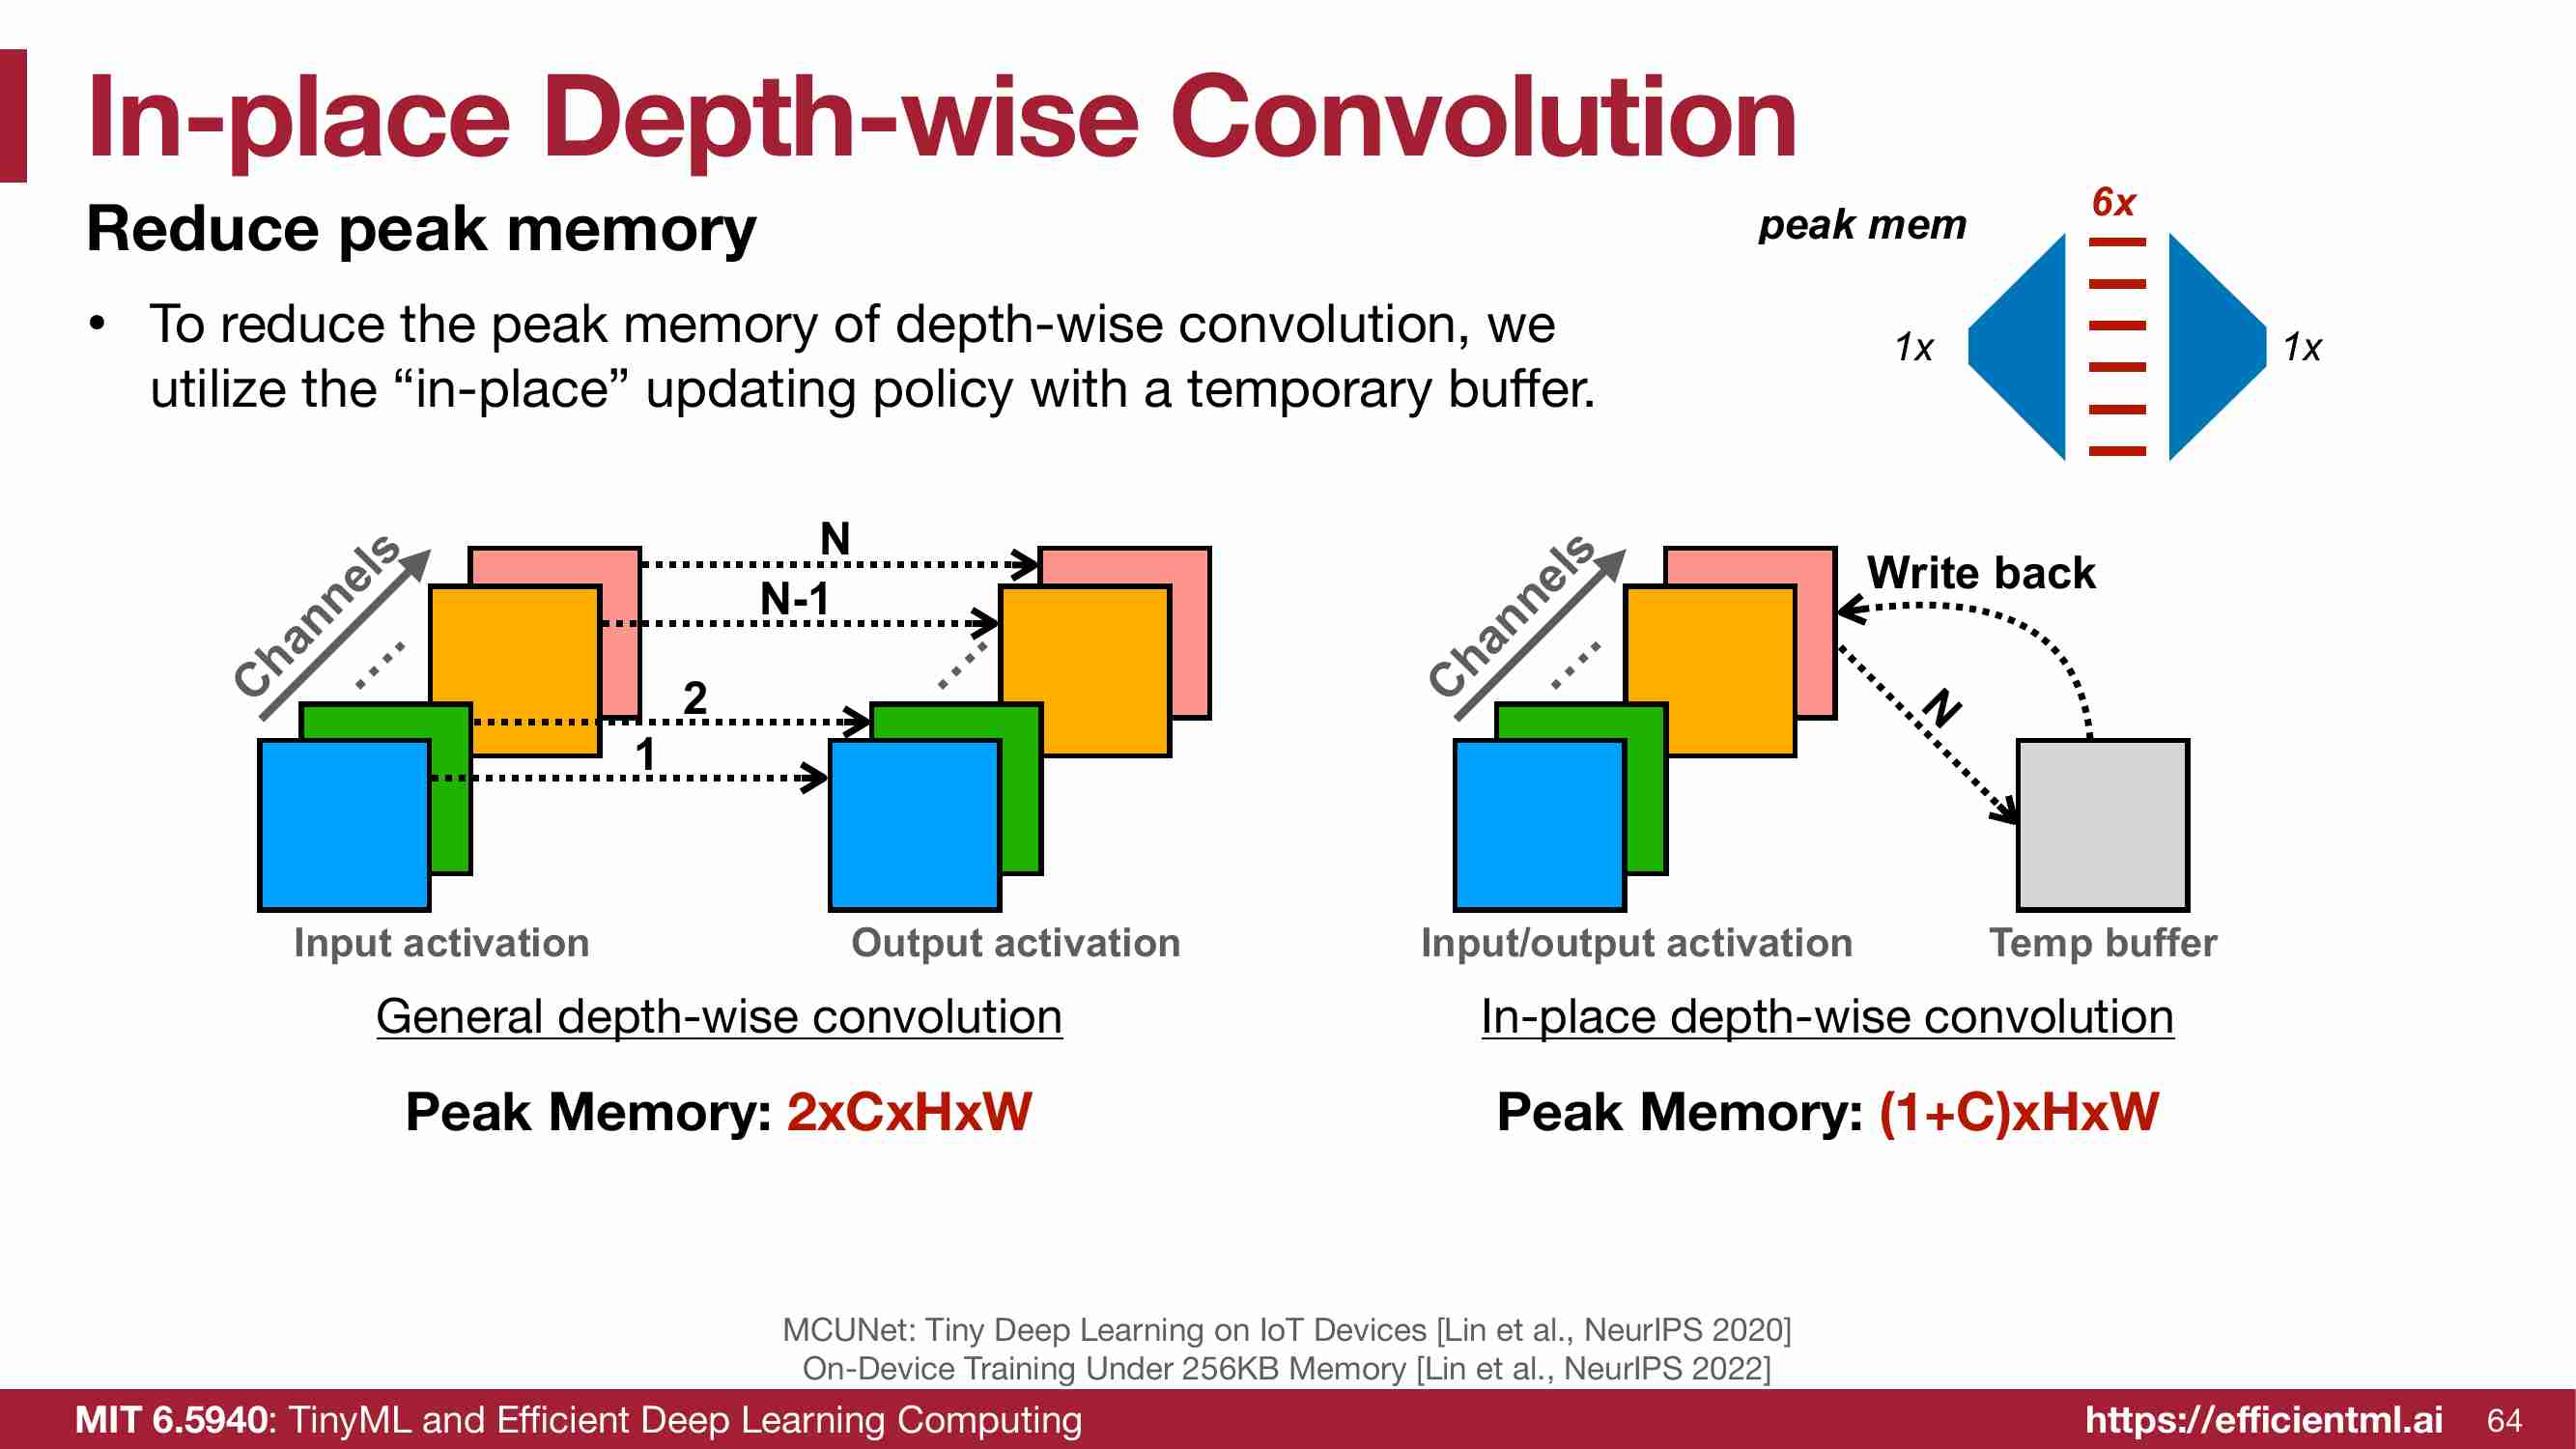 In-place Depth-wise Convolution
Reduce peak memory
• To reduce the peak memory of depth-wise convolution, we
utilize the “in-place” updating policy with a temporary buffer.
peak mem
6x
1x
1x
Channels
....
N
N-1
2
1
....
Input activation
Output activation
General depth-wise convolution
Peak Memory: 2xCxHxW
Channels
....
Write back
N
Input/output activation
Temp buffer
In-place depth-wise convolution
Peak Memory: (1+C)xHxW
MCUNet: Tiny Deep Learning on IoT Devices [Lin et al., NeurIPS 2020]
On-Device Training Under 256KB Memory [Lin et al., NeurIPS 2022]
MIT 6.5940: TinyML and Efficient Deep Learning Computing
https://efficientml.ai
64